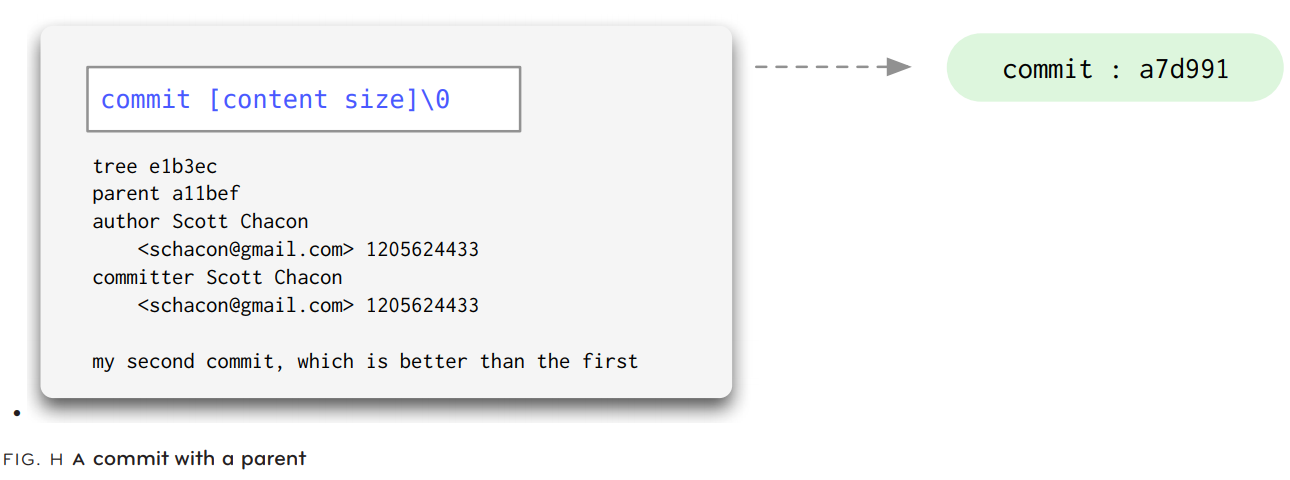 commit [content size]\0
commit : a7d991
tree e1b3ec
parent a11bef
author Scott Chacon
<schacon@gmail.com> 1205624433
committer Scott Chacon
<schacon@gmail.com> 1205624433
my second commit, which is better than the first
•
FIG. H A commit with a parent